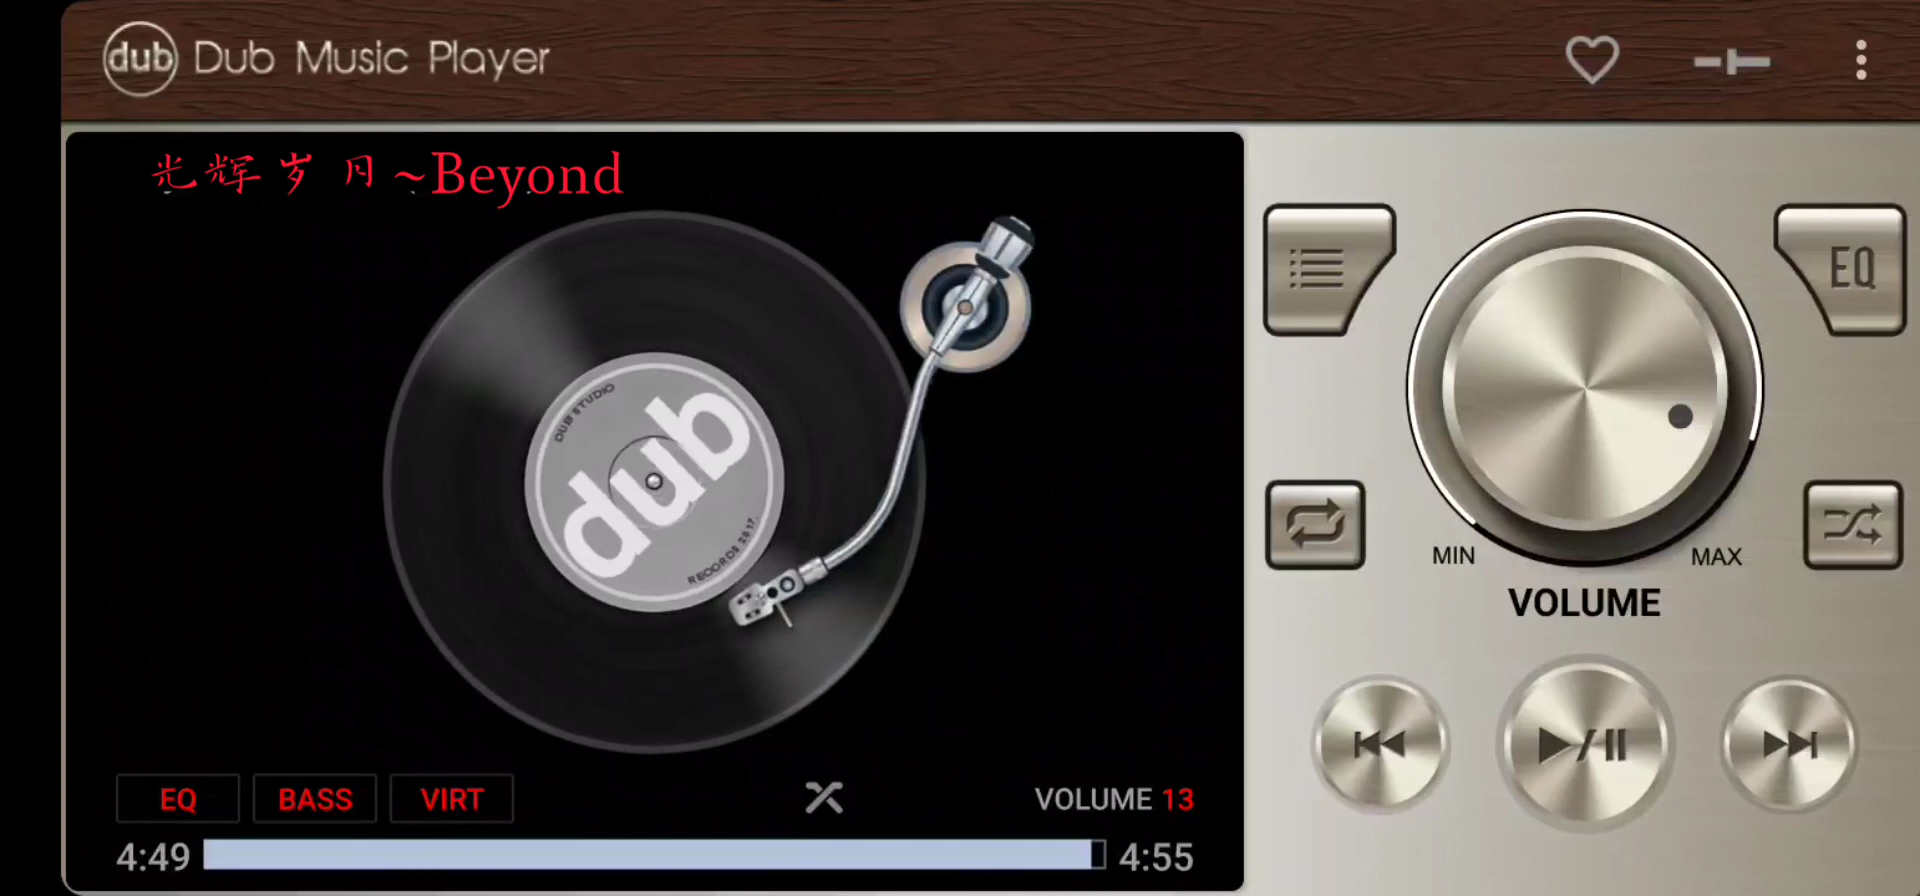 dub Dub Music Player
光辉岁月~Beyond
EQ
DUB STUDIO
dub
RECORDS 2017
MIN
MAX
VOLUME
EQ BASS VIRT
VOLUME 13
4:49
4:55